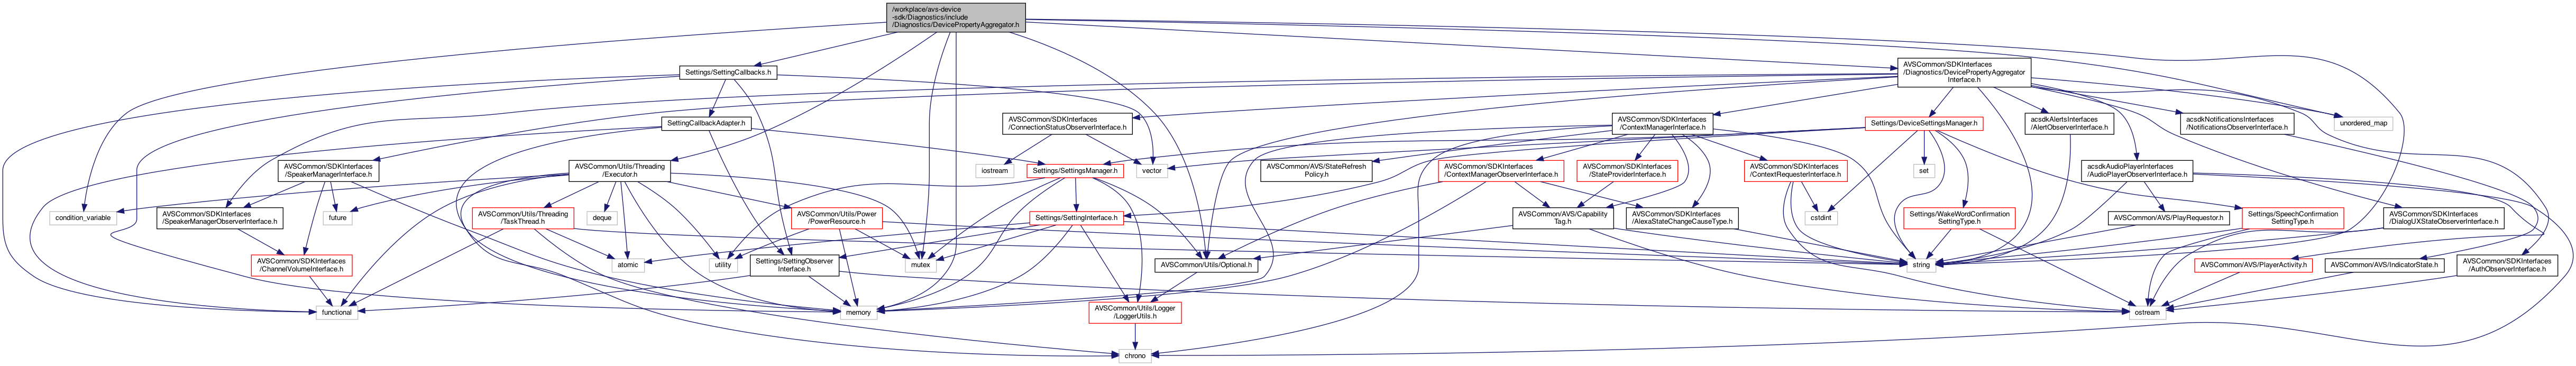 /workplace/avs-device
-sdk/Diagnostics/include
/Diagnostics/DevicePropertyAggregator.h
Settings/SettingCallbacks.h
AVSCommon/SDKInterfaces
/Diagnostics/DevicePropertyAggregator
Interface.h
SettingCallbackAdapter.h
AVSCommon/SDKInterfaces
/ConnectionStatusObserverInterface.h
AVSCommon/SDKInterfaces
/ContextManagerInterface.h
Settings/DeviceSettingsManager.h
acsdkAlertsInterfaces
/AlertObserverInterface.h
acsdkNotificationsInterfaces
/NotificationsObserverInterface.h
unordered_map
AVSCommon/SDKInterfaces
/SpeakerManagerInterface.h
AVSCommon/Utils/Threading
/Executor.h
iostream
vector
Settings/SettingsManager.h
AVSCommon/AVS/StateRefresh
Policy.h
AVSCommon/SDKInterfaces
/ContextManagerObserverInterface.h
AVSCommon/SDKInterfaces
/StateProviderInterface.h
AVSCommon/SDKInterfaces
/ContextRequesterInterface.h
set
acsdkAudioPlayerInterfaces
/AudioPlayerObserverInterface.h
condition_variable
AVSCommon/SDKInterfaces
/SpeakerManagerObserverInterface.h
future
AVSCommon/Utils/Threading
/TaskThread.h
deque
AVSCommon/Utils/Power
/PowerResource.h
Settings/SettingInterface.h
AVSCommon/AVS/Capability
Tag.h
AVSCommon/SDKInterfaces
/AlexaStateChangeCauseType.h
cstdint
Settings/WakeWordConfirmation
SettingType.h
AVSCommon/AVS/PlayRequestor.h
Settings/SpeechConfirmation
SettingType.h
AVSCommon/SDKInterfaces
/DialogUXStateObserverInterface.h
AVSCommon/SDKInterfaces
/ChannelVolumeInterface.h
atomic
utility
Settings/SettingObserver
Interface.h
mutex
AVSCommon/Utils/Optional.h
string
AVSCommon/AVS/PlayerActivity.h
AVSCommon/AVS/IndicatorState.h
AVSCommon/SDKInterfaces
/AuthObserverInterface.h
functional
memory
AVSCommon/Utils/Logger
/LoggerUtils.h
ostream
chrono